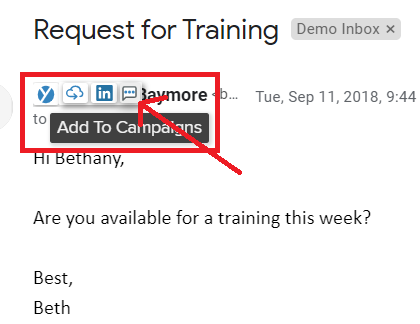 Request for Training Demo Inbox ×
in Baymore <b... Tue, Sep 11, 2018, 9:44
to
Add To Campaigns
Hi Bethany,
Are you available for a training this week?
Best,
Beth